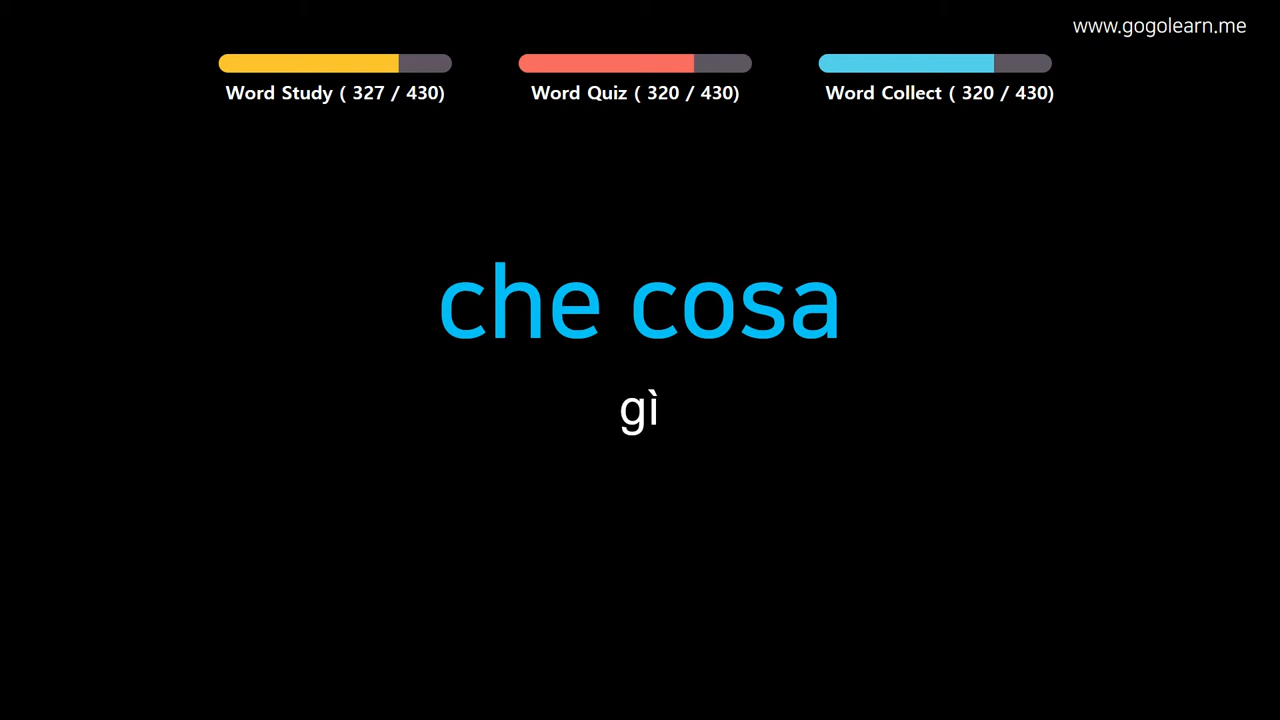 www.gogolearn.me
Word Study ( 327 / 430)
Word Quiz ( 320 / 430)
Word Collect ( 320 / 430)
che cosa
gì